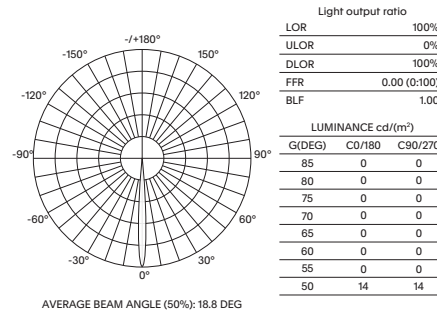 -/+180°
-150° 150°
-120° 120°
-90° 90°
-60° 60°
-30° 30°
0°
AVERAGE BEAM ANGLE (50%): 18.8 DEG
Light output ratio
LOR 100%
ULOR 0%
DLOR 100%
FFR 0.00 (0:100)
BLF 1.00
LUMINANCE cd/(m²)
G(DEG) C0/180 C90/270
85 0 0
80 0 0
75 0 0
70 0 0
65 0 0
60 0 0
55 0 0
50 14 14